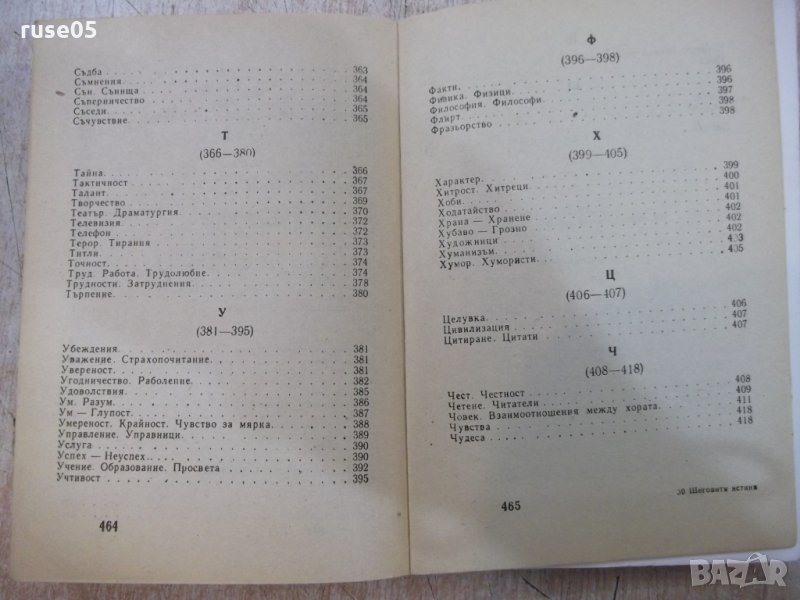 ruse05
Съдба 363
Съмнения 364
Сън. Сънища 364
Съперничество 364
Съседи 365
Съчувствие 365
Т
(366—380)
Тайна 366
Тактичност 367
Талант 367
Творчество 369
Театър. Драматургия 370
Телевизия 372
Телефон 372
Терор. Тирания 373
Титли 373
Точност 374
Труд. Работа. Трудолюбие 374
Трудности. Затруднения 378
Търпение 380
У
(381—395)
Убеждения 381
Уважение. Страхопочитание 381
Увереност 381
Угодничество. Раболепие 382
Удоволствия 385
Ум. Разум 386
Ум — Глупост 387
Умереност. Крайност. Чувство за мярка 388
Управление. Управници 389
Услуга 390
Успех — Неуспех 390
Учение. Образование. Просвета 392
Учтивост 395
464
Ф
(396—398)
Факти 396
Физика. Физици 396
Философия. Философи 397
Флирт 398
Фразьорство 398
Х
(399—405)
Характер 399
Хитрост. Хитреци 400
Хоби 401
Ходатайство 401
Храна — Хранене 402
Хубаво — Грозно 402
Художници 402
Хуманизъм 403
Хумор. Хумористи 405
Ц
(406—407)
Целувка 406
Цивилизация 407
Цитиране. Цитати 407
Ч
(408—418)
Чест. Честност 408
Четене. Читатели 409
Човек. Взаимоотношения между хората 411
Чувства 418
Чудеса 418
465
30 Шеговити истини
BAZAR